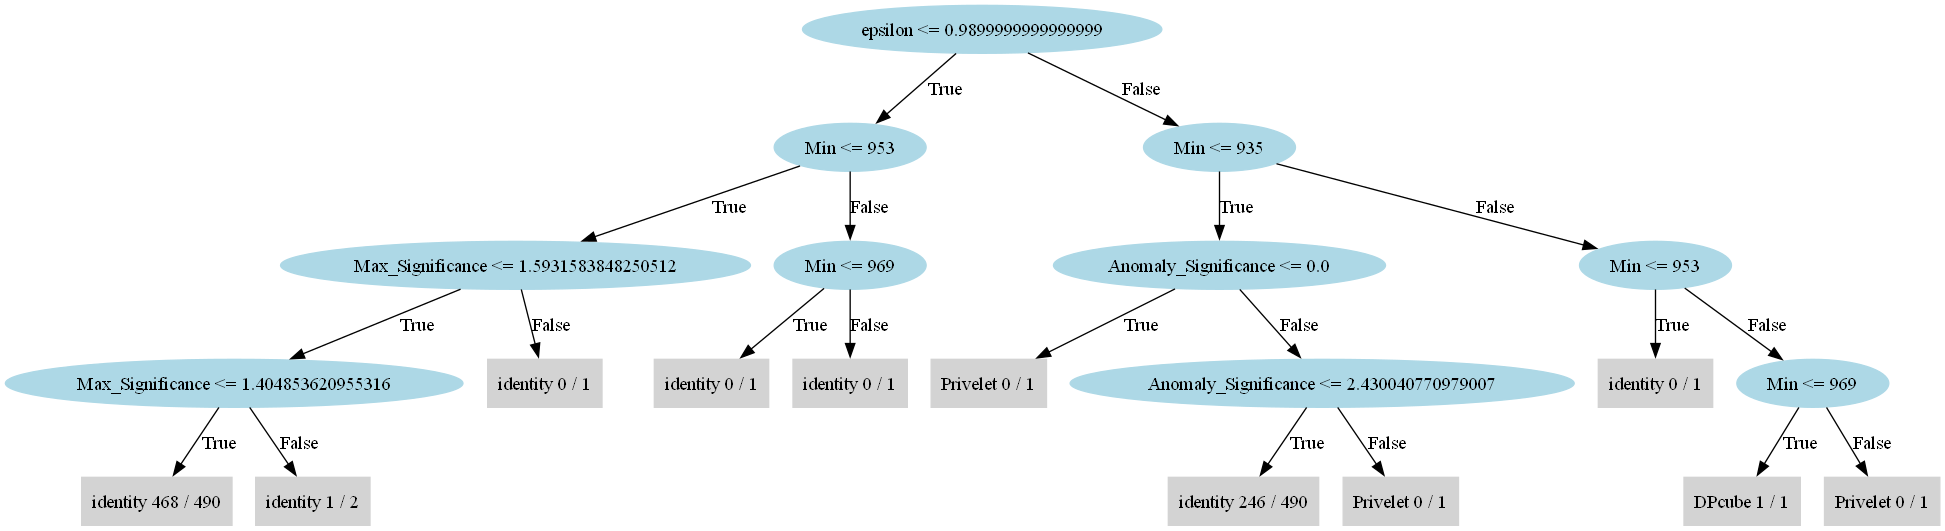 epsilon <= 0.9899999999999999
True
False
Min <= 953
Min <= 935
True
False
True
False
Max_Significance <= 1.5931583848250512
Min <= 969
Anomaly_Significance <= 0.0
Min <= 953
True
False
True
False
True
False
True
False
Max_Significance <= 1.404853620955316
identity 0 / 1
identity 0 / 1
identity 0 / 1
Privelet 0 / 1
Anomaly_Significance <= 2.430040770979007
identity 0 / 1
Min <= 969
True
False
True
False
True
False
identity 468 / 490
identity 1 / 2
identity 246 / 490
Privelet 0 / 1
DPcube 1 / 1
Privelet 0 / 1